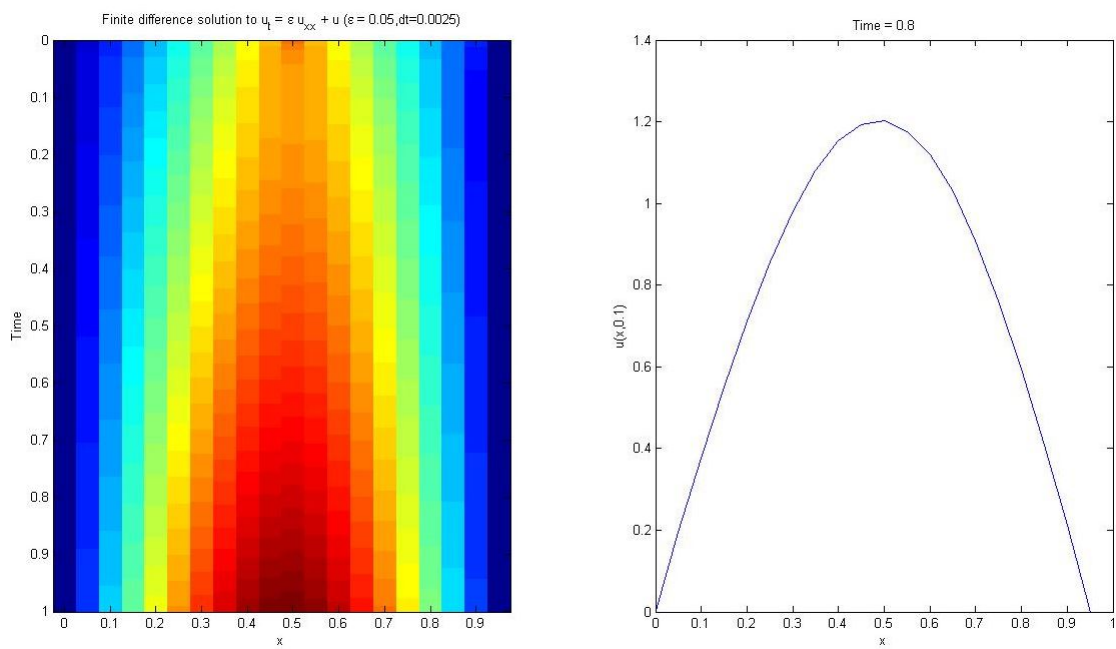 Finite difference solution to u_t = ε u_xx + u (ε = 0.05,dt=0.0025)
0
0.1
0.2
0.3
0.4
0.5
0.6
0.7
0.8
0.9
1
Time
0 0.1 0.2 0.3 0.4 0.5 0.6 0.7 0.8 0.9
x
Time = 0.8
1.4
1.2
1
0.8
0.6
0.4
0.2
0
u(x,0.1)
0 0.1 0.2 0.3 0.4 0.5 0.6 0.7 0.8 0.9 1
x